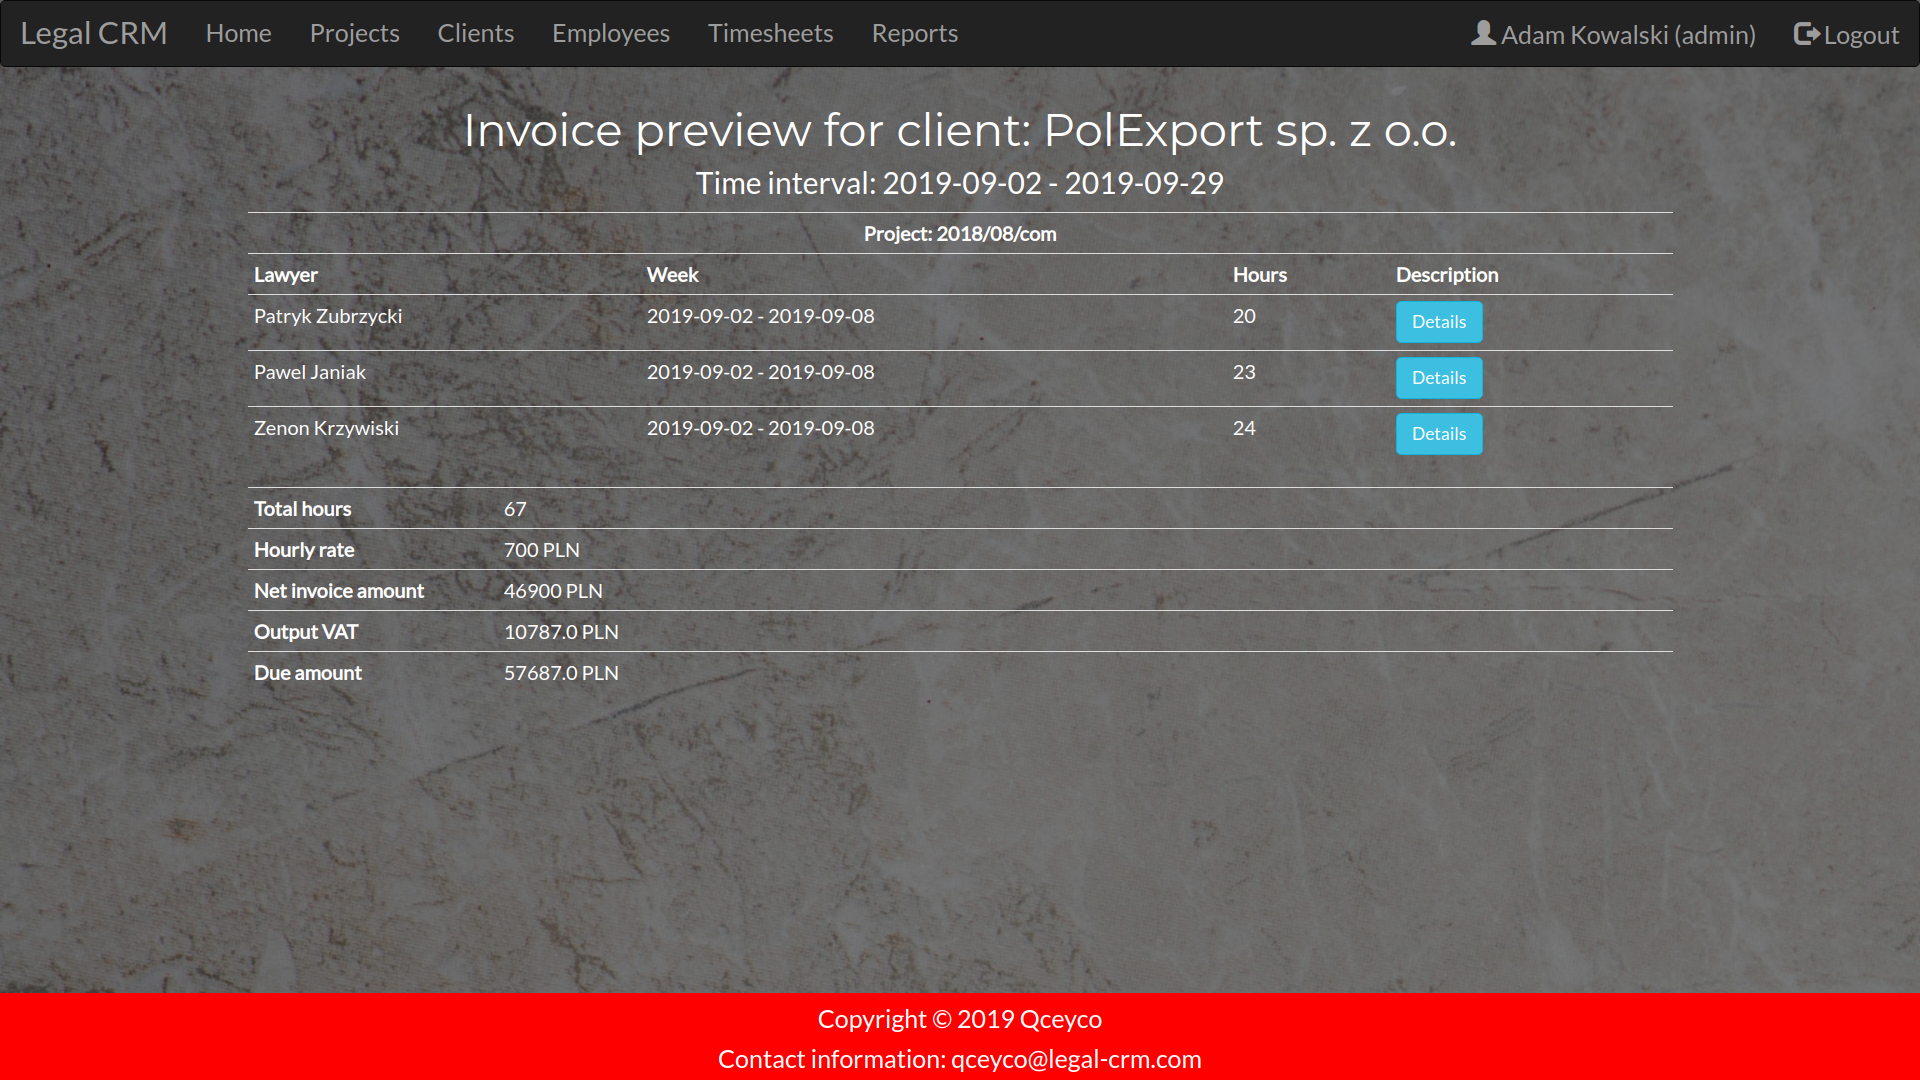 Legal CRM Home Projects Clients Employees Timesheets Reports Adam Kowalski (admin) Logout
Invoice preview for client: PolExport sp. z o.o.
Time interval: 2019-09-02 - 2019-09-29
Project: 2018/08/com
Lawyer Week Hours Description
Patryk Zubrzycki 2019-09-02 - 2019-09-08 20 Details
Pawel Janiak 2019-09-02 - 2019-09-08 23 Details
Zenon Krzywiski 2019-09-02 - 2019-09-08 24 Details
Total hours 67
Hourly rate 700 PLN
Net invoice amount 46900 PLN
Output VAT 10787.0 PLN
Due amount 57687.0 PLN
Copyright © 2019 Qceyco
Contact information: qceyco@legal-crm.com